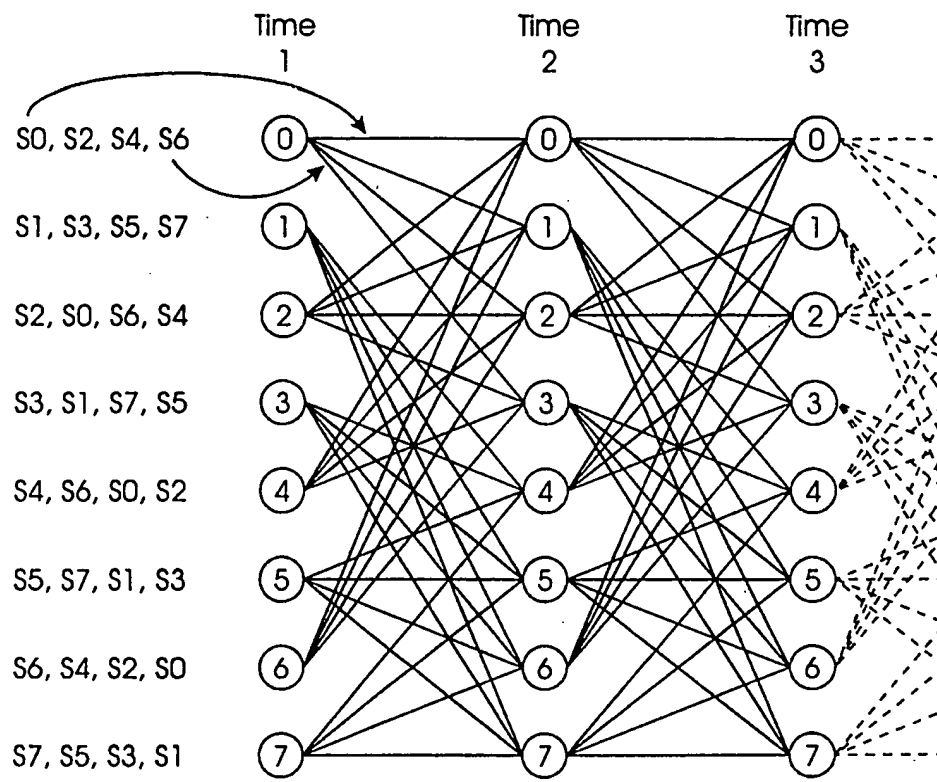 Time Time Time
1 2 3
S0, S2, S4, S6 0 0 0
S1, S3, S5, S7 1 1 1
S2, S0, S6, S4 2 2 2
S3, S1, S7, S5 3 3 3
S4, S6, S0, S2 4 4 4
S5, S7, S1, S3 5 5 5
S6, S4, S2, S0 6 6 6
S7, S5, S3, S1 7 7 7